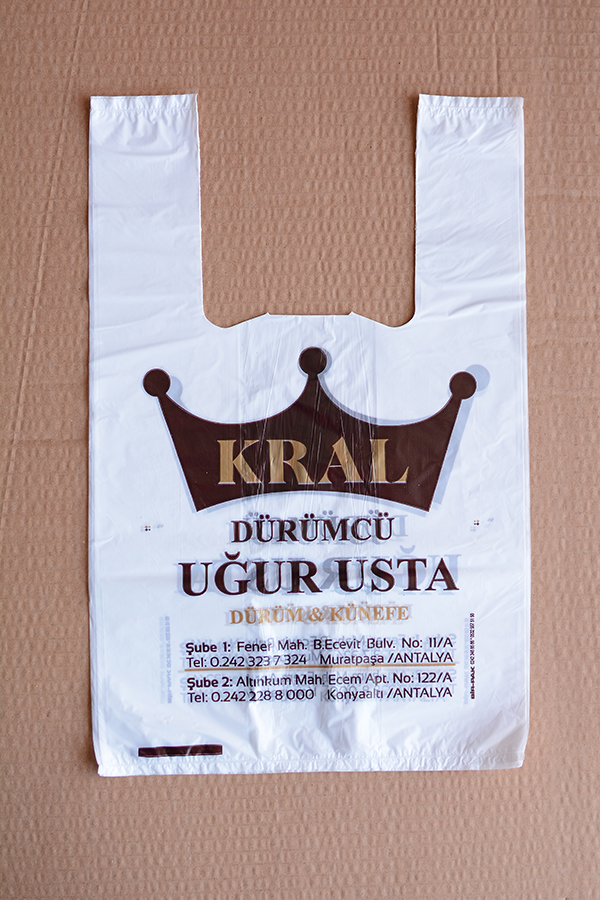 KRAL
DÜRÜMCÜ
UĞUR USTA
DÜRÜM & KÜNEFE
Şube 1: Fener Mah. B.Ecevit Bulv. No: 11/A
Tel: 0.242 323 7 324 Muratpaşa /ANTALYA
Şube 2: Altınkum Mah. Ecem Apt. No: 122/A
Tel: 0.242 228 8 000 Konyaaltı /ANTALYA